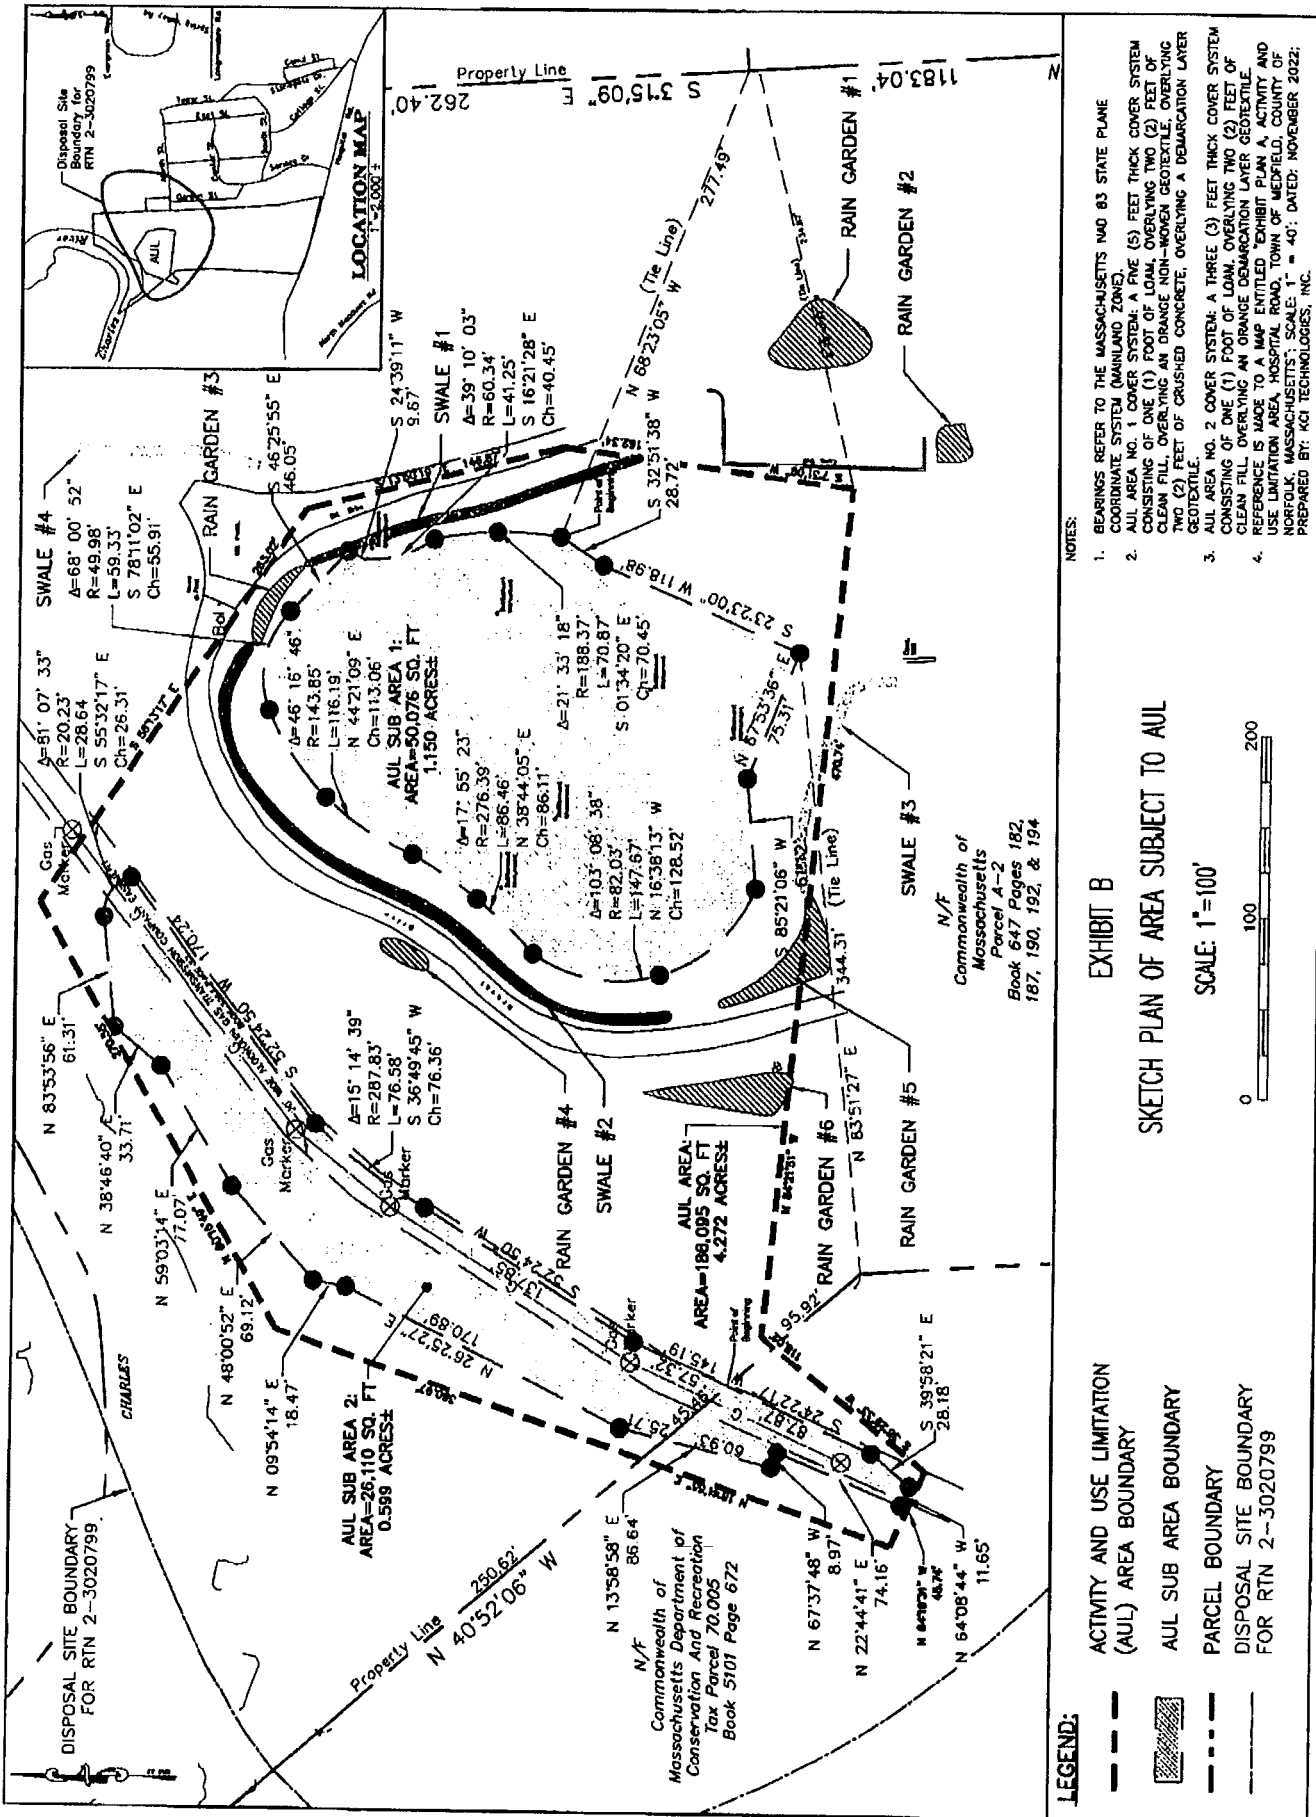 LOCATION MAP
1"=2,000'±
Disposal Site
Boundary for
RTN 2-3020799
AUL
River
Charles
DISPOSAL SITE BOUNDARY
FOR RTN 2-3020799
CHARLES
N 83°53'56" E
61.31'
N 38°46'40" E
33.71'
N 59°03'14" E
77.07'
N 48°00'52" E
69.12'
N 09°54'14" E
18.47'
AUL SUB AREA 2:
AREA=26,110 SQ. FT
0.599 ACRES±
N 26°25'27" E
170.89'
Property Line
250.62'
N 40°52'06" W
N 13°58'58" E
86.64'
N/F
Commonwealth of
Massachusetts Department of
Conservation And Recreation
Tax Parcel 70.005
Book 5101 Page 672
N 67°37'48" W
8.97'
N 22°44'41" E
74.16'
N 64°08'44" W
11.65'
S 39°58'21" E
28.18'
60.93'
25.71'
87.87'
57.32'
145.19'
S 24°22'17" W
95.92'
Point of
Beginning
Gas
Marker
Gas
Marker
Gas
Marker
Gas
Marker
S 52°24'50" W
137.85'
S 52°24'50" W
170.24'
Δ=15° 14' 39"
R=287.83'
L=76.58'
S 36°49'45" W
Ch=76.36'
Δ=81° 07' 33"
R=20.23'
L=28.64
S 55°32'17" E
Ch=26.31'
SWALE #4
Δ=68° 00' 52"
R=49.98'
L=59.33'
S 78°11'02" E
Ch=55.91'
RAIN GARDEN #3
S 46°25'55" E
46.05'
S 24°39'11" W
9.67'
SWALE #1
Δ=39° 10' 03"
R=60.34'
L=41.25'
S 16°21'28" E
Ch=40.45'
Δ=46° 16' 46"
R=143.85'
L=116.19'
N 44°21'09" E
Ch=113.06'
AUL SUB AREA 1:
AREA=50,076 SQ. FT
1.150 ACRES±
Δ=17° 55' 23"
R=276.39'
L=86.46'
N 38°44'05" E
Ch=86.11'
Δ=103° 08' 38"
R=82.03'
L=147.67'
N 16°38'13" W
Ch=128.52'
Δ=21° 33' 18"
R=188.37'
L=70.87'
S 01°34'20" E
Ch=70.45'
Point of
Beginning
S 32°51'38" W
28.72'
S 23°23'00" W 118.98'
N 67°53'36" E
75.31'
S 85°21'06" W
N 68°23'05" W
(Tie Line)
277.49'
Property Line
262.40'
S 3°15'09" E
1183.04'
RAIN GARDEN #1
RAIN GARDEN #2
SWALE #3
344.31'
(Tie Line)
N 83°51'27" E
RAIN GARDEN #4
SWALE #2
AUL AREA:
AREA=186,095 SQ. FT
4.272 ACRES±
RAIN GARDEN #6
RAIN GARDEN #5
N/F
Commonwealth of
Massachusetts
Parcel A-2
Book 647 Pages 182,
187, 190, 192, & 194
NOTES:
1. BEARINGS REFER TO THE MASSACHUSETTS NAD 83 STATE PLANE
COORDINATE SYSTEM (MAINLAND ZONE).
2. AUL AREA NO. 1 COVER SYSTEM: A FIVE (5) FEET THICK COVER SYSTEM
CONSISTING OF ONE (1) FOOT OF LOAM, OVERLYING TWO (2) FEET OF
CLEAN FILL, OVERLYING AN ORANGE NON-WOVEN GEOTEXTILE, OVERLYING
TWO (2) FEET OF CRUSHED CONCRETE, OVERLYING A DEMARCATION LAYER
GEOTEXTILE.
3. AUL AREA NO. 2 COVER SYSTEM: A THREE (3) FEET THICK COVER SYSTEM
CONSISTING OF ONE (1) FOOT OF LOAM, OVERLYING TWO (2) FEET OF
CLEAN FILL, OVERLYING AN ORANGE DEMARCATION LAYER GEOTEXTILE.
4. REFERENCE IS MADE TO A MAP ENTITLED "EXHIBIT PLAN A, ACTIVITY AND
USE LIMITATION AREA, HOSPITAL ROAD, TOWN OF MEDFIELD, COUNTY OF
NORFOLK, MASSACHUSETTS"; SCALE: 1" = 40'; DATED: NOVEMBER 2022;
PREPARED BY: KCI TECHNOLOGIES, INC.
EXHIBIT B
SKETCH PLAN OF AREA SUBJECT TO AUL
SCALE: 1"=100'
0 100 200
LEGEND:
ACTIVITY AND USE LIMITATION
(AUL) AREA BOUNDARY
AUL SUB AREA BOUNDARY
PARCEL BOUNDARY
DISPOSAL SITE BOUNDARY
FOR RTN 2-3020799